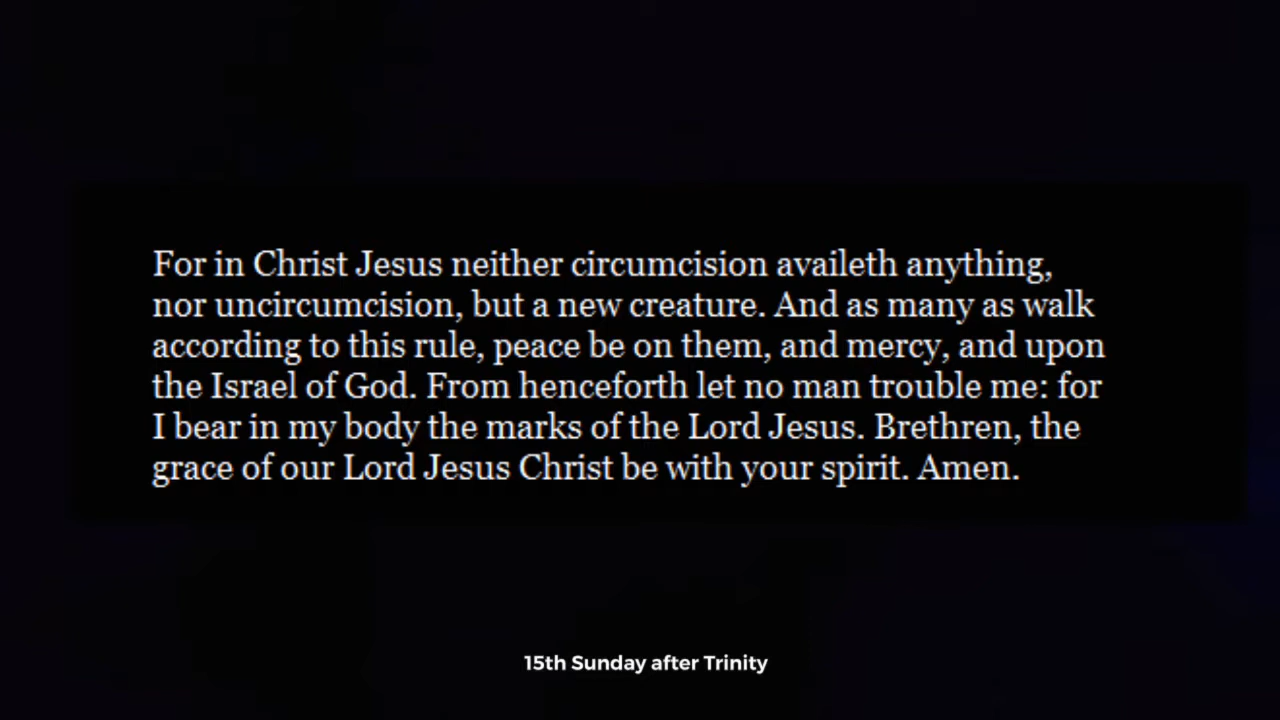 For in Christ Jesus neither circumcision availeth anything,
nor uncircumcision, but a new creature. And as many as walk
according to this rule, peace be on them, and mercy, and upon
the Israel of God. From henceforth let no man trouble me: for
I bear in my body the marks of the Lord Jesus. Brethren, the
grace of our Lord Jesus Christ be with your spirit. Amen.
15th Sunday after Trinity